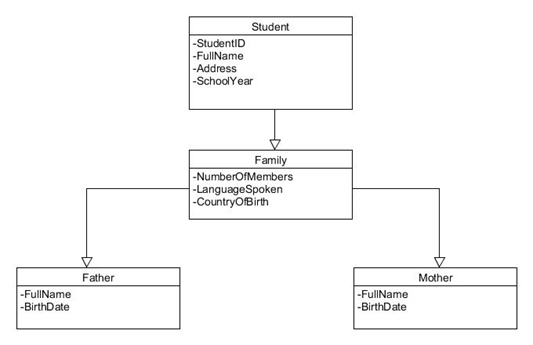 Student
-StudentID
-FullName
-Address
-SchoolYear
Family
-NumberOfMembers
-LanguageSpoken
-CountryOfBirth
Father
-FullName
-BirthDate
Mother
-FullName
-BirthDate